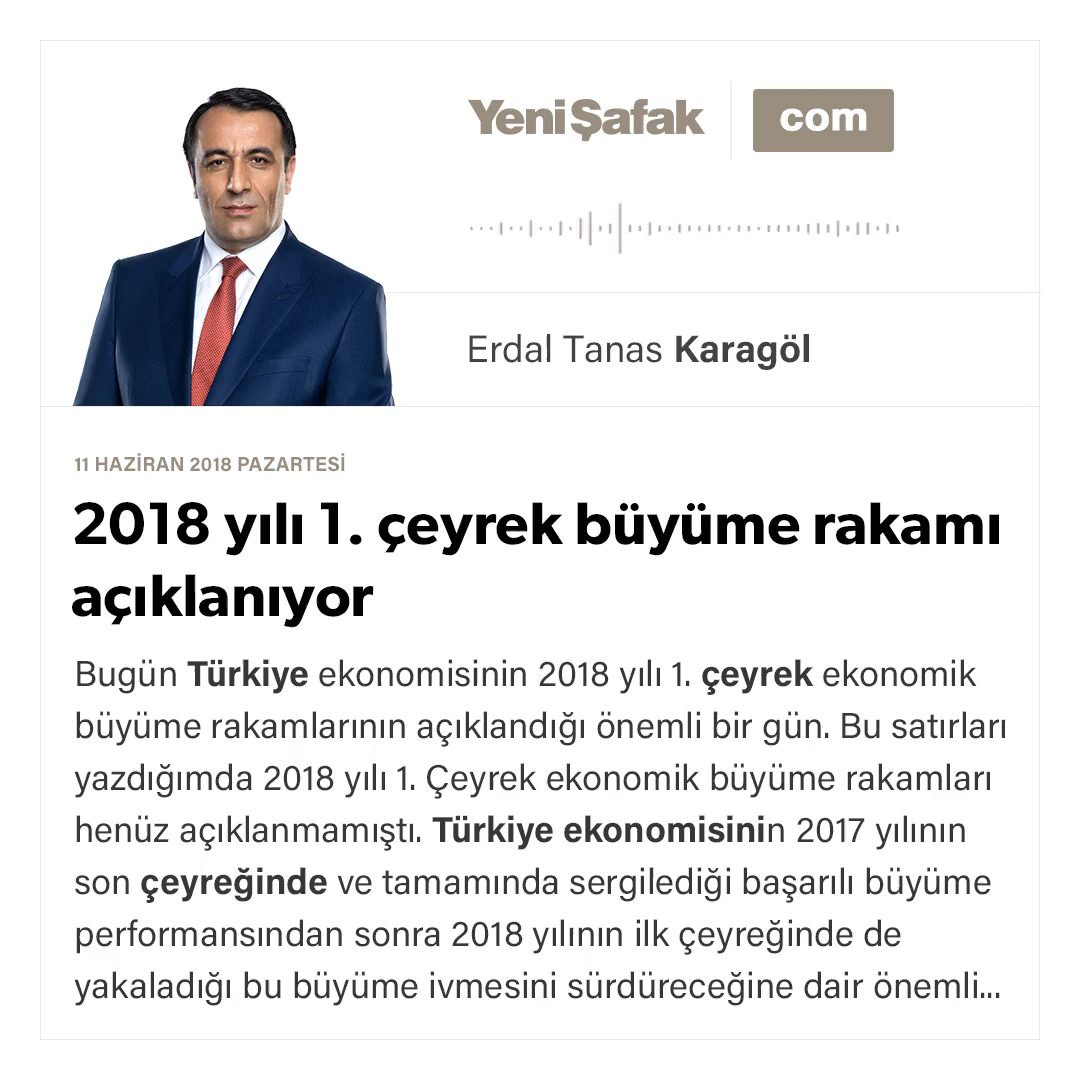 YeniŞafak com
Erdal Tanas Karagöl
11 HAZİRAN 2018 PAZARTESİ
2018 yılı 1. çeyrek büyüme rakamı
açıklanıyor
Bugün Türkiye ekonomisinin 2018 yılı 1. çeyrek ekonomik
büyüme rakamlarının açıklandığı önemli bir gün. Bu satırları
yazdığımda 2018 yılı 1. Çeyrek ekonomik büyüme rakamları
henüz açıklanmamıştı. Türkiye ekonomisinin 2017 yılının
son çeyreğinde ve tamamında sergilediği başarılı büyüme
performansından sonra 2018 yılının ilk çeyreğinde de
yakaladığı bu büyüme ivmesini sürdüreceğine dair önemli...